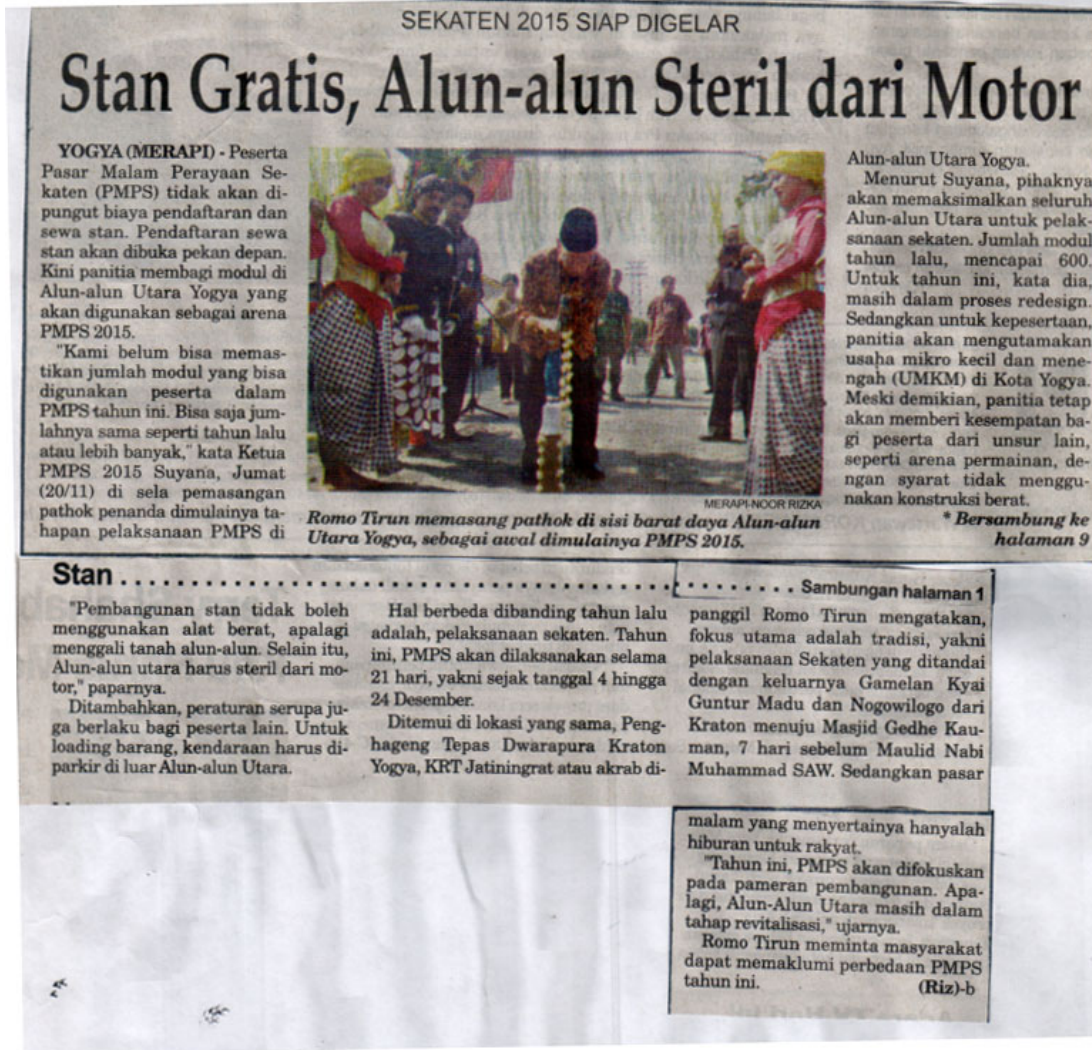 SEKATEN 2015 SIAP DIGELAR
Stan Gratis, Alun-alun Steril dari Motor
YOGYA (MERAPI) - Peserta
Pasar Malam Perayaan Se-
katen (PMPS) tidak akan di-
pungut biaya pendaftaran dan
sewa stan. Pendaftaran sewa
stan akan dibuka pekan depan.
Kini panitia membagi modul di
Alun-alun Utara Yogya yang
akan digunakan sebagai arena
PMPS 2015.
"Kami belum bisa memas-
tikan jumlah modul yang bisa
digunakan peserta dalam
PMPS tahun ini. Bisa saja jum-
lahnya sama seperti tahun lalu
atau lebih banyak," kata Ketua
PMPS 2015 Suyana, Jumat
(20/11) di sela pemasangan
pathok penanda dimulainya ta-
hapan pelaksanaan PMPS di
MERAPI-NOOR RIZKA
Romo Tirun memasang pathok di sisi barat daya Alun-alun
Utara Yogya, sebagai awal dimulainya PMPS 2015.
Alun-alun Utara Yogya.
Menurut Suyana, pihaknya
akan memaksimalkan seluruh
Alun-alun Utara untuk pelak-
sanaan sekaten. Jumlah modul
tahun lalu, mencapai 600.
Untuk tahun ini, kata dia,
masih dalam proses redesign.
Sedangkan untuk kepesertaan,
panitia akan mengutamakan
usaha mikro kecil dan mene-
ngah (UMKM) di Kota Yogya.
Meski demikian, panitia tetap
akan memberi kesempatan ba-
gi peserta dari unsur lain,
seperti arena permainan, de-
ngan syarat tidak menggu-
nakan konstruksi berat.
* Bersambung ke
halaman 9
Stan .......................................... Sambungan halaman 1
"Pembangunan stan tidak boleh
menggunakan alat berat, apalagi
menggali tanah alun-alun. Selain itu,
Alun-alun utara harus steril dari mo-
tor," paparnya.
Ditambahkan, peraturan serupa ju-
ga berlaku bagi peserta lain. Untuk
loading barang, kendaraan harus di-
parkir di luar Alun-alun Utara.
Hal berbeda dibanding tahun lalu
adalah, pelaksanaan sekaten. Tahun
ini, PMPS akan dilaksanakan selama
21 hari, yakni sejak tanggal 4 hingga
24 Desember.
Ditemui di lokasi yang sama, Peng-
hageng Tepas Dwarapura Kraton
Yogya, KRT Jatiningrat atau akrab di-
panggil Romo Tirun mengatakan,
fokus utama adalah tradisi, yakni
pelaksanaan Sekaten yang ditandai
dengan keluarnya Gamelan Kyai
Guntur Madu dan Nogowilogo dari
Kraton menuju Masjid Gedhe Kau-
man, 7 hari sebelum Maulid Nabi
Muhammad SAW. Sedangkan pasar
malam yang menyertainya hanyalah
hiburan untuk rakyat.
"Tahun ini, PMPS akan difokuskan
pada pameran pembangunan. Apa-
lagi, Alun-Alun Utara masih dalam
tahap revitalisasi," ujarnya.
Romo Tirun meminta masyarakat
dapat memaklumi perbedaan PMPS
tahun ini. (Riz)-b